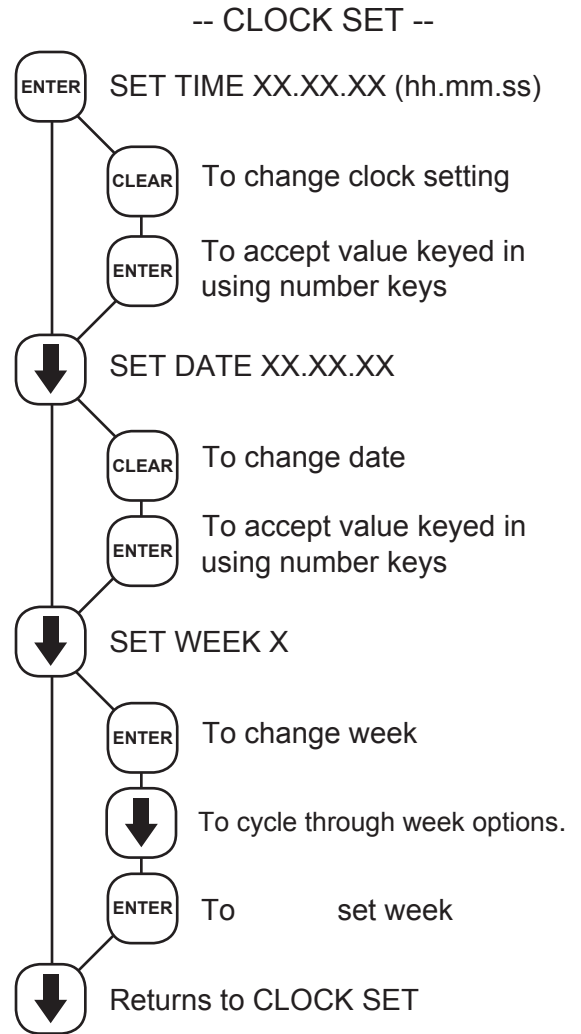 -- CLOCK SET --
ENTER SET TIME XX.XX.XX (hh.mm.ss)
CLEAR To change clock setting
ENTER To accept value keyed in
using number keys
SET DATE XX.XX.XX
CLEAR To change date
ENTER To accept value keyed in
using number keys
SET WEEK X
ENTER To change week
To cycle through week options.
ENTER To set week
Returns to CLOCK SET